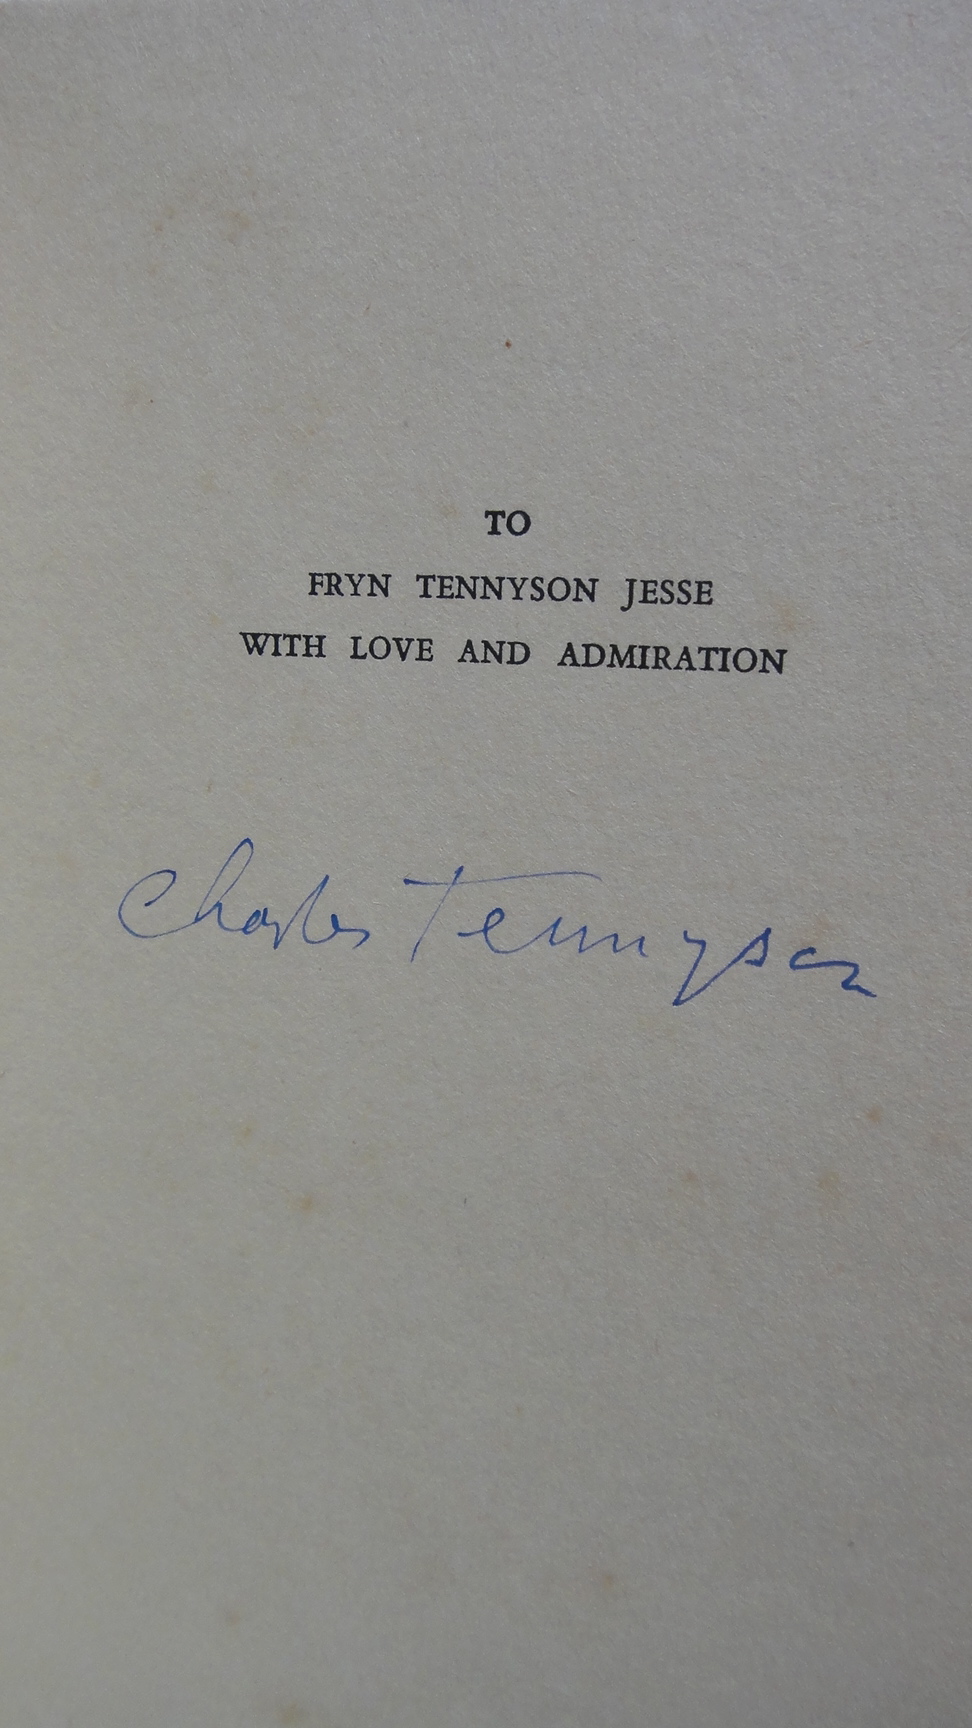 TO
FRYN TENNYSON JESSE
WITH LOVE AND ADMIRATION
Charles Tennyson